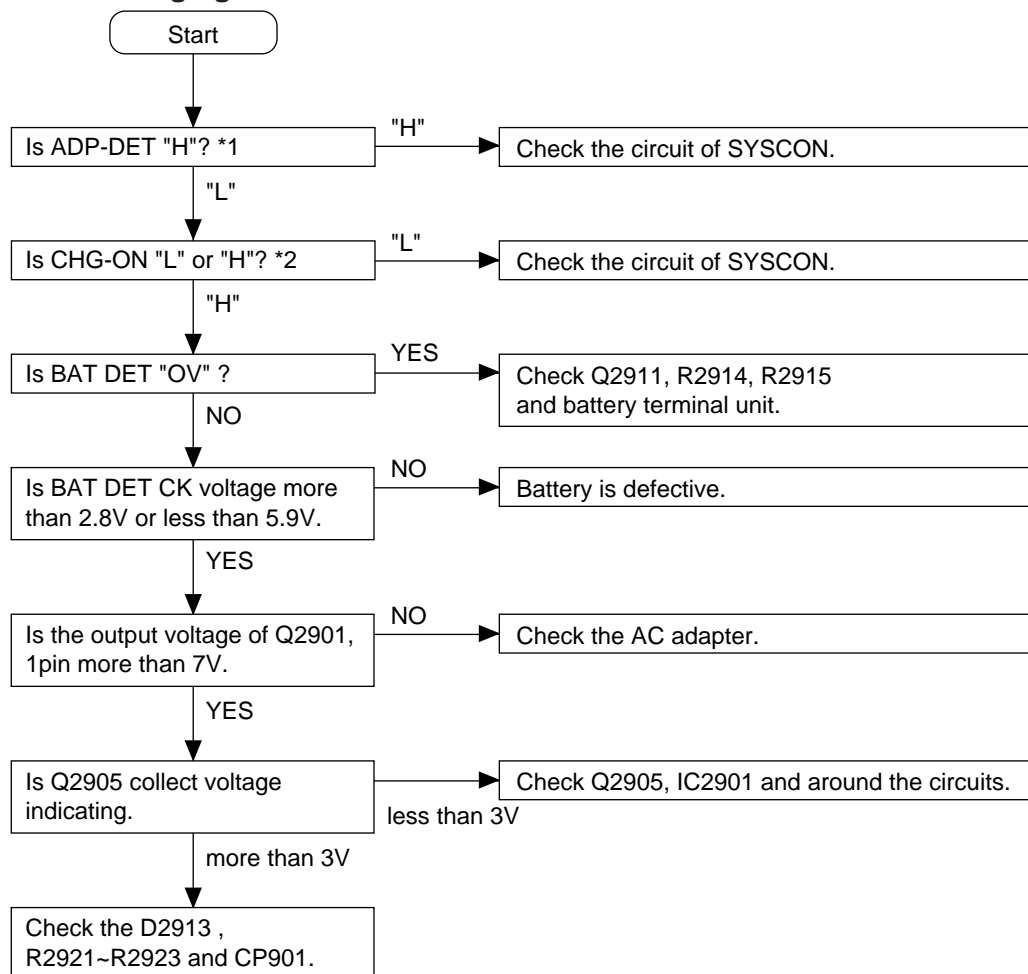 Start
Is ADP-DET "H"? *1
"H"
Check the circuit of SYSCON.
"L"
Is CHG-ON "L" or "H"? *2
"L"
Check the circuit of SYSCON.
"H"
Is BAT DET "OV" ?
YES
Check Q2911, R2914, R2915
and battery terminal unit.
NO
Is BAT DET CK voltage more
than 2.8V or less than 5.9V.
NO
Battery is defective.
YES
Is the output voltage of Q2901,
1pin more than 7V.
NO
Check the AC adapter.
YES
Is Q2905 collect voltage
indicating.
less than 3V
Check Q2905, IC2901 and around the circuits.
more than 3V
Check the D2913 ,
R2921~R2923 and CP901.